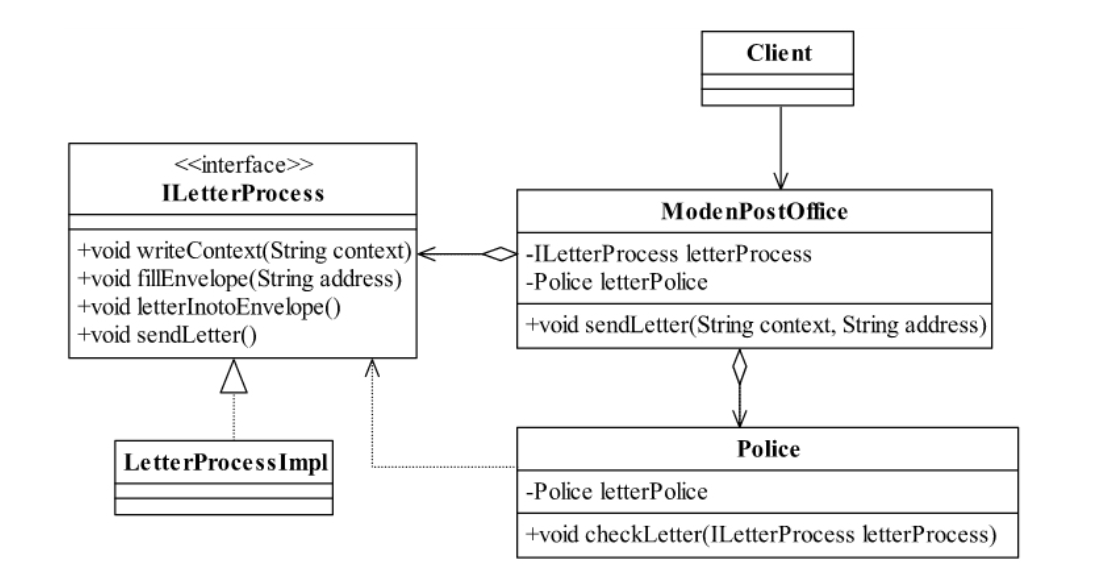 Client
<<interface>>
ILetterProcess
+void writeContext(String context)
+void fillEnvelope(String address)
+void letterInotoEnvelope()
+void sendLetter()
ModenPostOffice
-ILetterProcess letterProcess
-Police letterPolice
+void sendLetter(String context, String address)
LetterProcessImpl
Police
-Police letterPolice
+void checkLetter(ILetterProcess letterProcess)